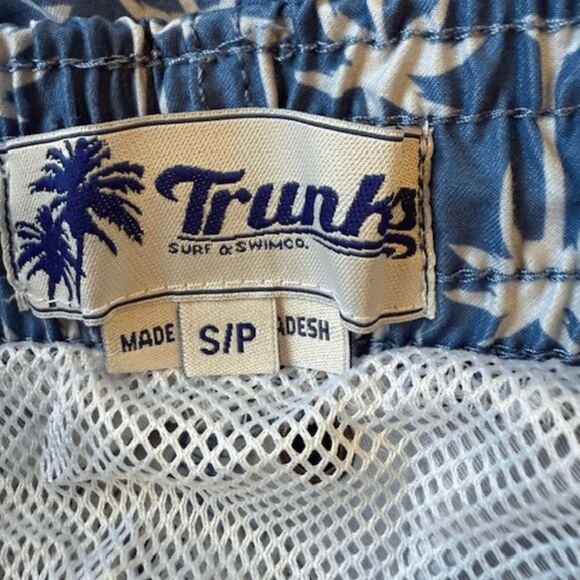 Trunks
SURF & SWIM CO.
MADE
S/P
ADESH